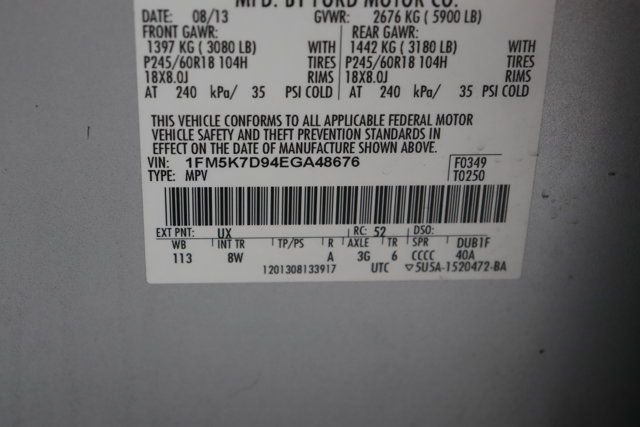 MFD. BY FORD MOTOR CO.
DATE: 08/13 GVWR: 2676 KG ( 5900 LB)
FRONT GAWR: REAR GAWR:
1397 KG ( 3080 LB) WITH 1442 KG ( 3180 LB) WITH
P245/60R18 104H TIRES P245/60R18 104H TIRES
18X8.0J RIMS 18X8.0J RIMS
AT 240 kPa/ 35 PSI COLD AT 240 kPa/ 35 PSI COLD
THIS VEHICLE CONFORMS TO ALL APPLICABLE FEDERAL MOTOR
VEHICLE SAFETY AND THEFT PREVENTION STANDARDS IN
EFFECT ON THE DATE OF MANUFACTURE SHOWN ABOVE.
VIN: 1FM5K7D94EGA48676 F0349
TYPE: MPV T0250
EXT PNT: UX RC: 52 DSO:
WB INT TR TP/PS R AXLE TR SPR DUB1F
113 8W A 3G 6 CCCC 40A
1201308133917 UTC ▽5U5A-1520472-BA